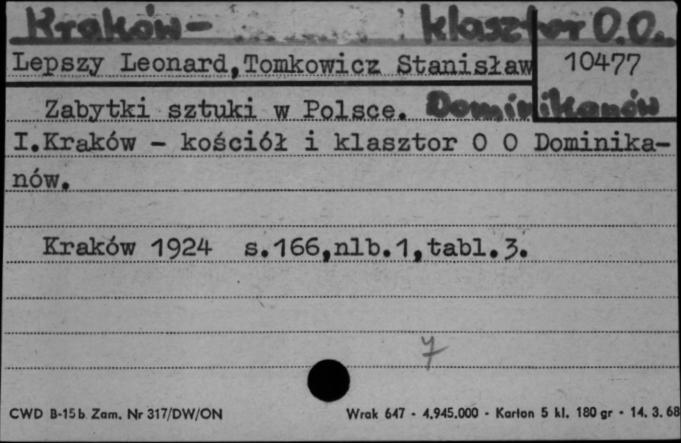 Kraków- klasztor O.O.
Lepszy Leonard, Tomkowicz Stanisław 10477
Zabytki sztuki w Polsce. Dominikanów
I. Kraków - kościół i klasztor O O Dominika-
nów.
Kraków 1924 s.166,nlb.1,tabl.3.
7
CWD B-15b Zam. Nr 317/DW/ON Wrak 647 - 4.945.000 - Karton 5 kl. 180 gr - 14. 3. 68